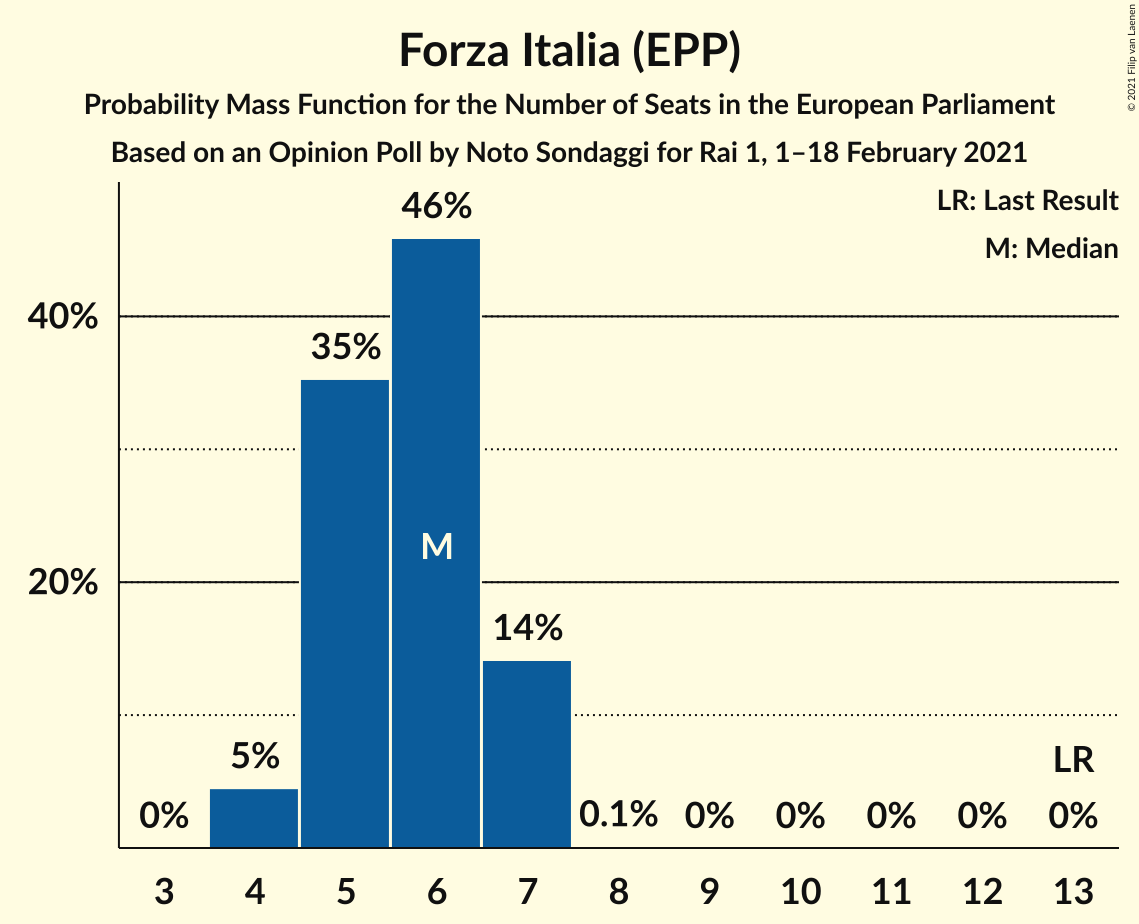 Forza Italia (EPP)
Probability Mass Function for the Number of Seats in the European Parliament
Based on an Opinion Poll by Noto Sondaggi for Rai 1, 1–18 February 2021
© 2021 Filip van Laenen
LR: Last Result
M: Median
46%
40%
35%
M
20%
14%
5%
LR
0%
0.1%
0%
0%
0%
0%
0%
3 4 5 6 7 8 9 10 11 12 13